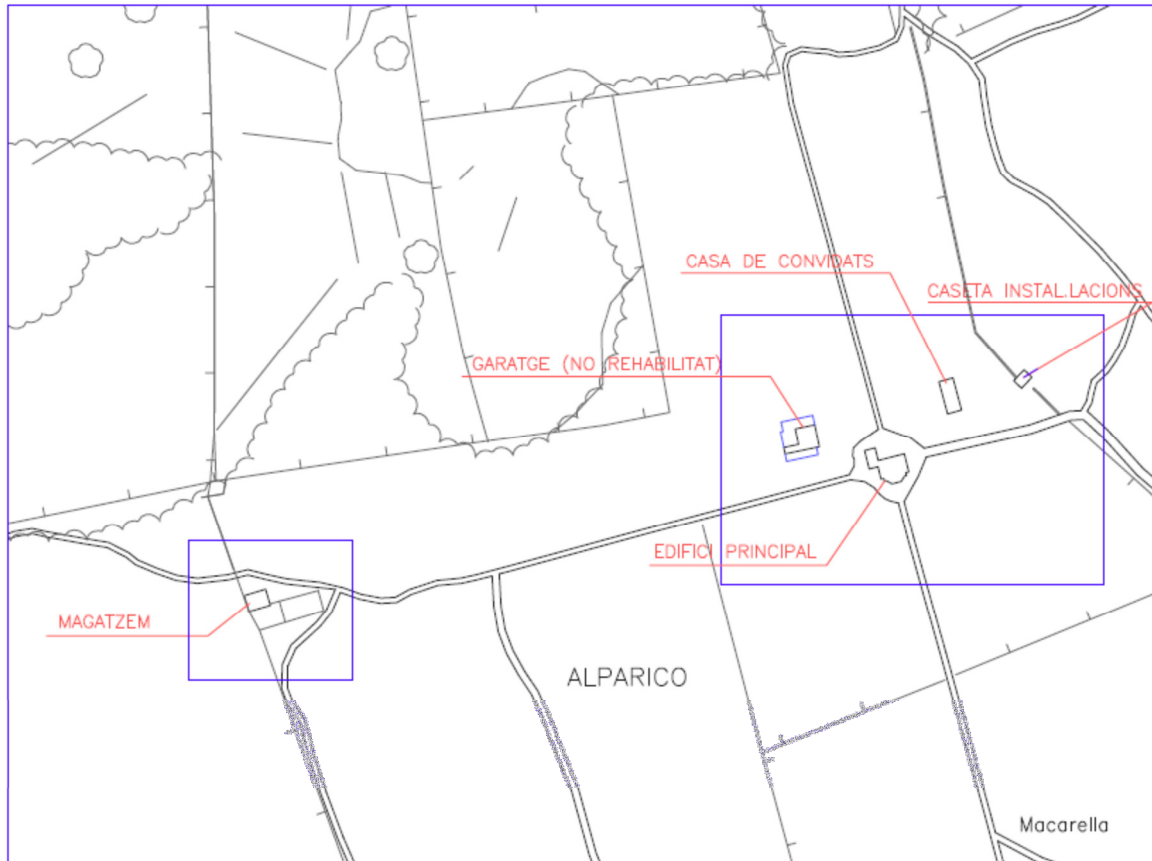 CASA DE CONVIDATS
CASETA INSTAL.LACIONS
GARATGE (NO REHABILITAT)
EDIFICI PRINCIPAL
MAGATZEM
ALPARICO
Macarella